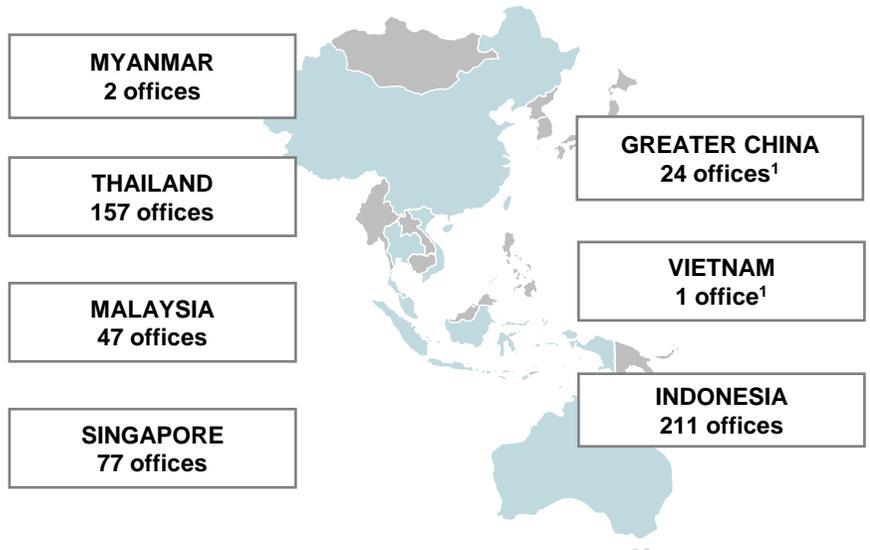 MYANMAR
2 offices
THAILAND
157 offices
MALAYSIA
47 offices
SINGAPORE
77 offices
GREATER CHINA
24 offices¹
VIETNAM
1 office¹
INDONESIA
211 offices